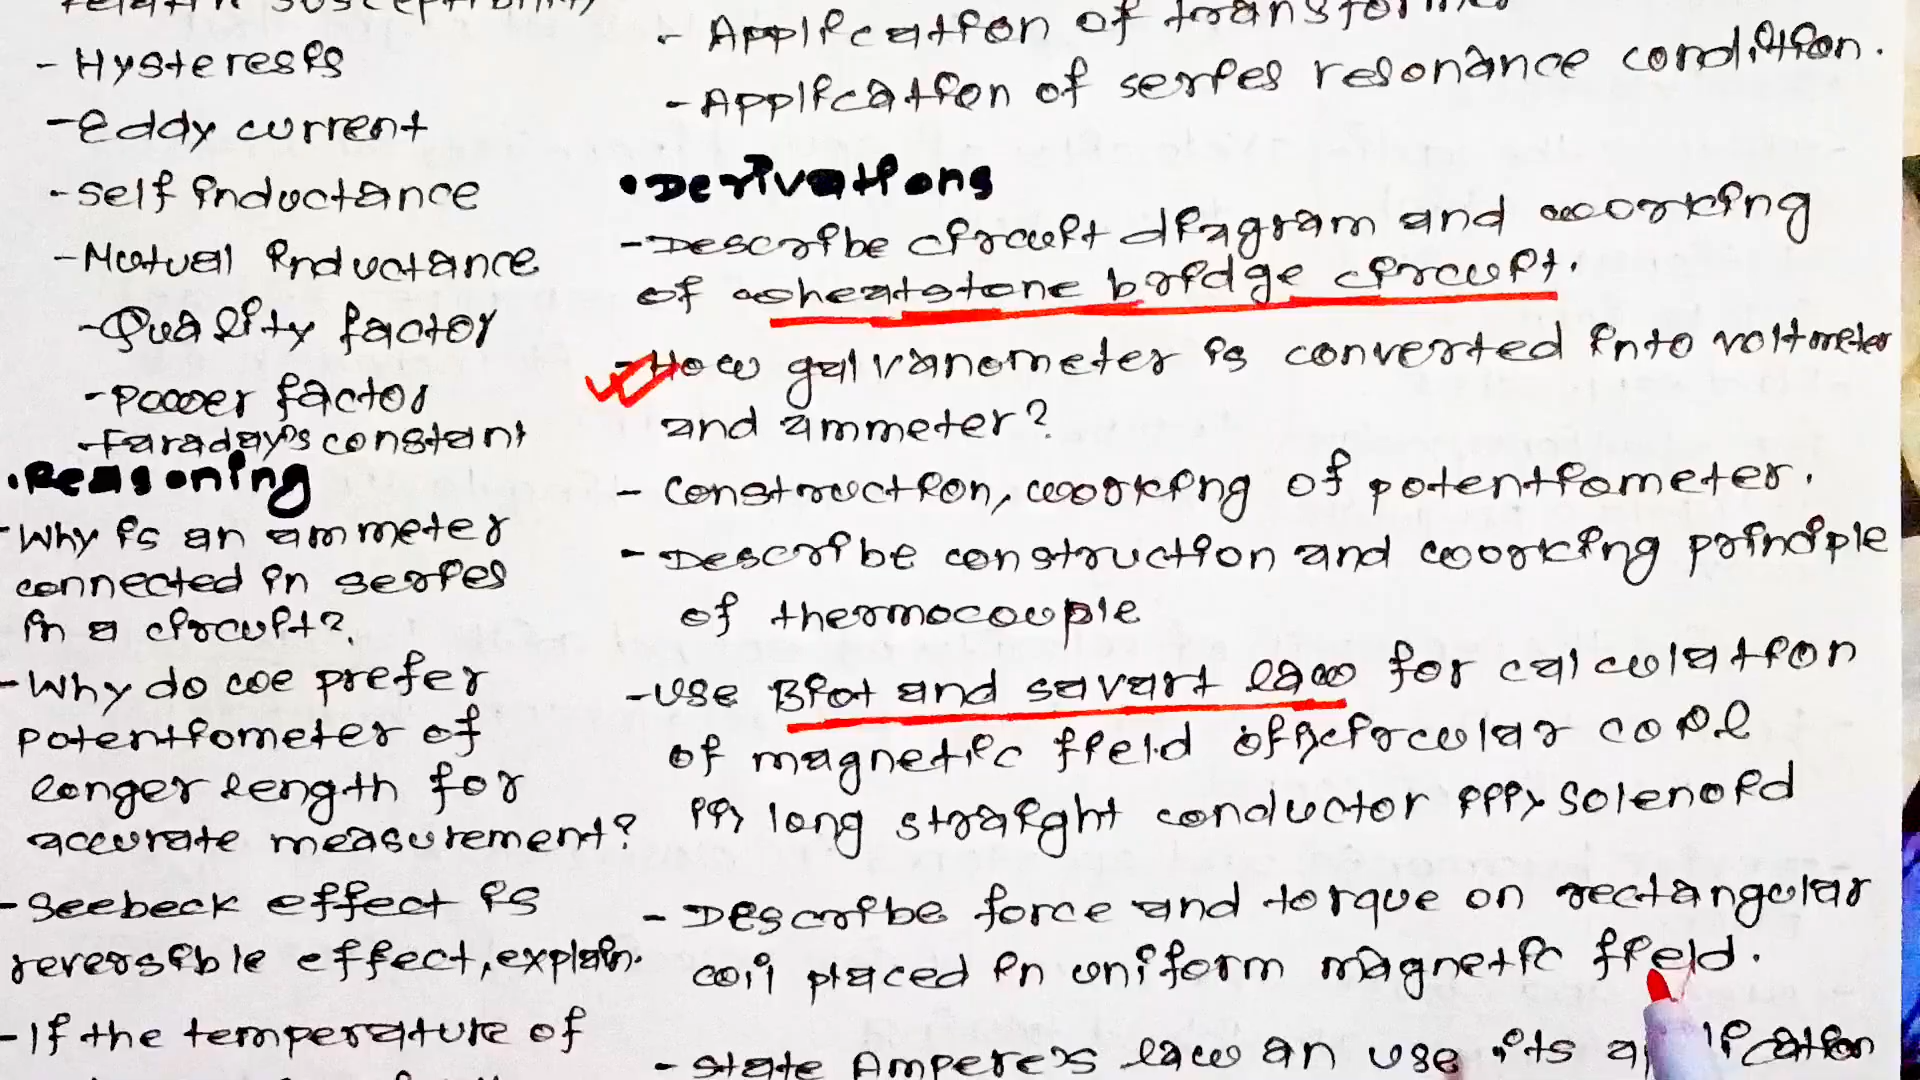 - Hysteresis
- Eddy current
- self inductance
- Mutual inductance
- Quality factor
- power factor
- Faraday's constant
• Reasoning
- Why is an ammeter
connected in series
in a circuit?
- Why do we prefer
potentiometer of
longer length for
accurate measurement?
- Seebeck effect is
reversible effect, explain.
- If the temperature of
- Application of transformer
- Application of series resonance condition.
• Derivations
- Describe circuit diagram and working
of wheatstone bridge circuit.
- How galvanometer is converted into voltmeter
and ammeter?
- construction, working of potentiometer.
- Describe construction and working principle
of thermocouple
- use Biot and savart law for calculation
of magnetic field of i) circular coil
ii) long straight conductor iii) solenoid
- Describe force and torque on rectangular
coil placed in uniform magnetic field.
- state Ampere's law an use its application